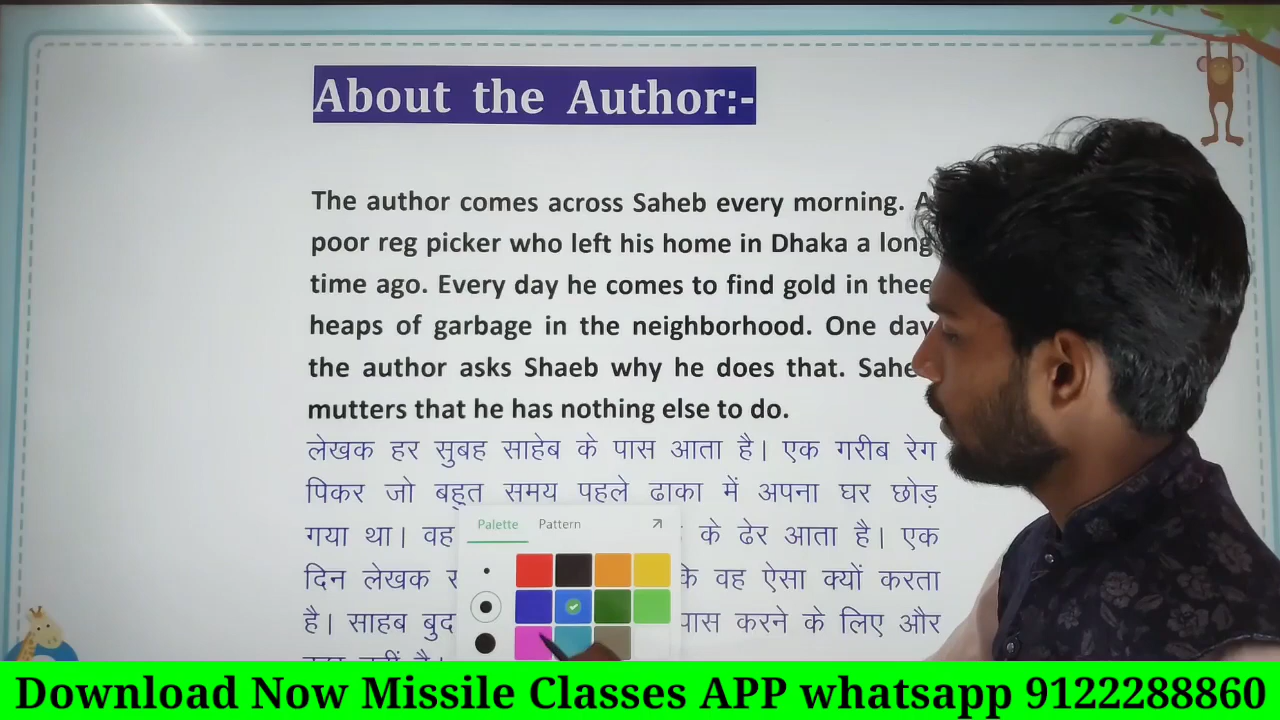 About the Author:-
The author comes across Saheb every morning. A
poor reg picker who left his home in Dhaka a long
time ago. Every day he comes to find gold in thee
heaps of garbage in the neighborhood. One day
the author asks Shaeb why he does that.
mutters that he has nothing else to do.
लेखक हर सुबह साहेब के पास आता है। एक गरीब रेग
पिकर जो बहुत समय पहले ढाका में अपना घर छोड़
Palette Pattern
गया था। वह के ढेर आता है। एक
दिन लेखक वह ऐसा क्यों करता
है। साहब पास करने के लिए और
Download Now Missile Classes APP whatsapp 9122288860